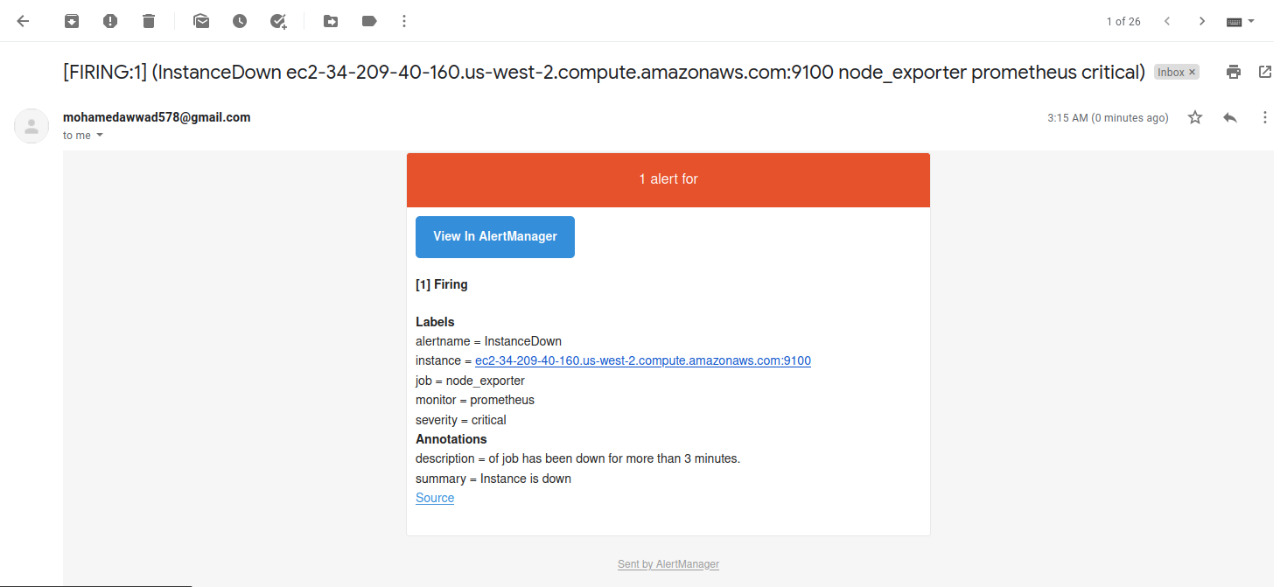 1 of 26
[FIRING:1] (InstanceDown ec2-34-209-40-160.us-west-2.compute.amazonaws.com:9100 node_exporter prometheus critical) Inbox ×
mohamedawwad578@gmail.com
3:15 AM (0 minutes ago)
to me
1 alert for
View In AlertManager
[1] Firing
Labels
alertname = InstanceDown
instance = ec2-34-209-40-160.us-west-2.compute.amazonaws.com:9100
job = node_exporter
monitor = prometheus
severity = critical
Annotations
description = of job has been down for more than 3 minutes.
summary = Instance is down
Source
Sent by AlertManager